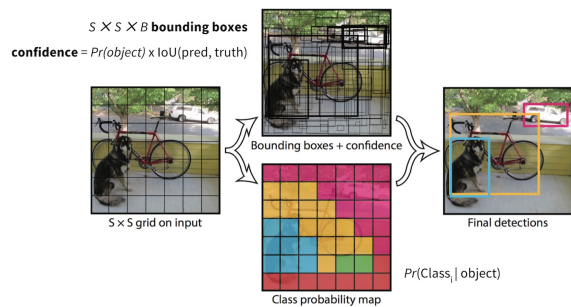 S × S × B bounding boxes
confidence = Pr(object) x IoU(pred, truth)
S × S grid on input
Bounding boxes + confidence
Class probability map
Final detections
Pr(Classᵢ | object)